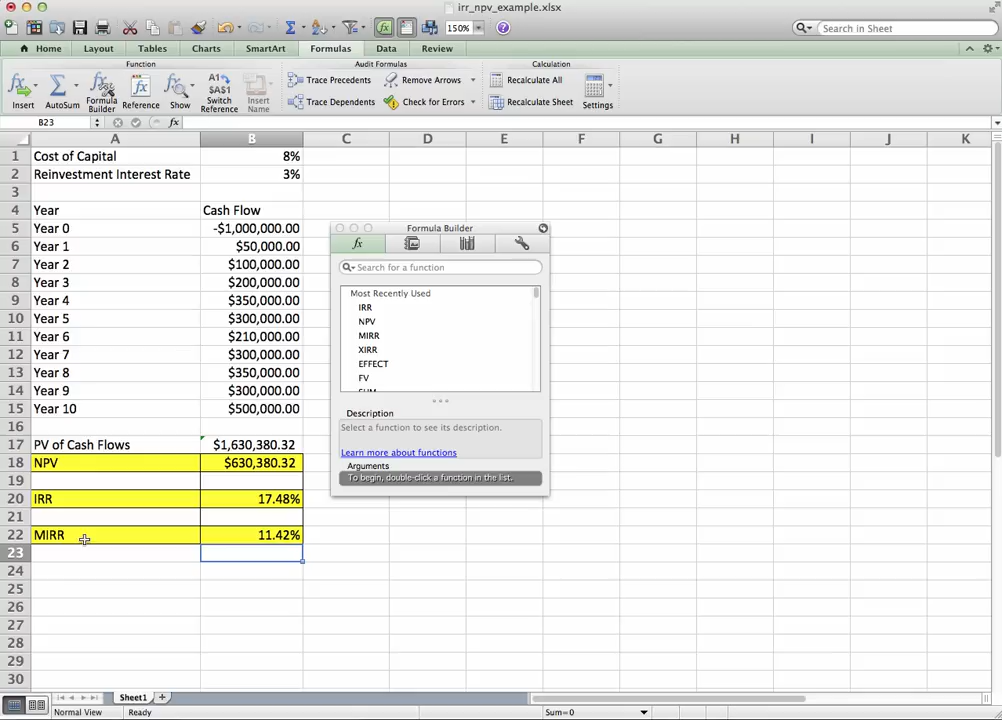 irr_npv_example.xlsx
150%
Search in Sheet
Home Layout Tables Charts SmartArt Formulas Data Review
Function Audit Formulas Calculation
Insert AutoSum Formula Builder Reference Show Switch Reference Insert Name
A1
A$1
Trace Precedents Remove Arrows Recalculate All
Trace Dependents Check for Errors Recalculate Sheet Settings
B23 fx
A B C D E F G H I J K
1 Cost of Capital 8%
2 Reinvestment Interest Rate 3%
3
4 Year Cash Flow
5 Year 0 -$1,000,000.00
6 Year 1 $50,000.00
7 Year 2 $100,000.00
8 Year 3 $200,000.00
9 Year 4 $350,000.00
10 Year 5 $300,000.00
11 Year 6 $210,000.00
12 Year 7 $300,000.00
13 Year 8 $350,000.00
14 Year 9 $300,000.00
15 Year 10 $500,000.00
16
17 PV of Cash Flows $1,630,380.32
18 NPV $630,380.32
19
20 IRR 17.48%
21
22 MIRR 11.42%
23
24
25
26
27
28
29
30
Formula Builder
fx
Search for a function
Most Recently Used
IRR
NPV
MIRR
XIRR
EFFECT
FV
SUM
Description
Select a function to see its description.
Learn more about functions
Arguments
To begin, double-click a function in the list.
Sheet1
Normal View Ready Sum=0